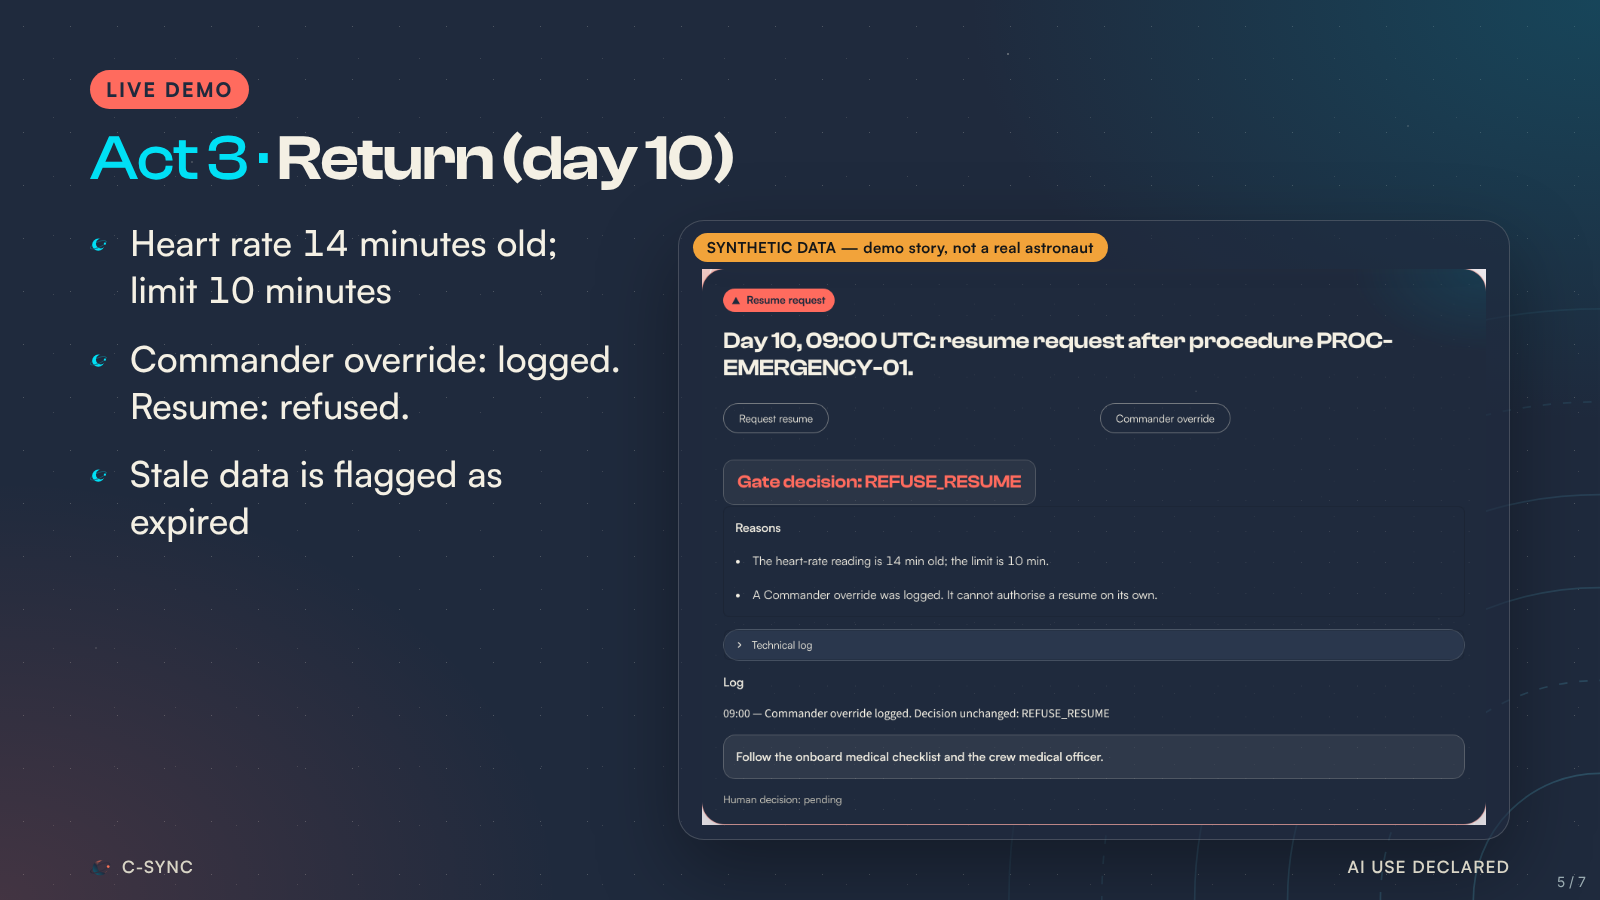 LIVE DEMO
Act 3 · Return (day 10)
Heart rate 14 minutes old;
limit 10 minutes
Commander override: logged.
Resume: refused.
Stale data is flagged as
expired
SYNTHETIC DATA — demo story, not a real astronaut
▲ Resume request
Day 10, 09:00 UTC: resume request after procedure PROC-
EMERGENCY-01.
Request resume
Commander override
Gate decision: REFUSE_RESUME
Reasons
• The heart-rate reading is 14 min old; the limit is 10 min.
• A Commander override was logged. It cannot authorise a resume on its own.
› Technical log
Log
09:00 — Commander override logged. Decision unchanged: REFUSE_RESUME
Follow the onboard medical checklist and the crew medical officer.
Human decision: pending
C-SYNC
AI USE DECLARED
5 / 7